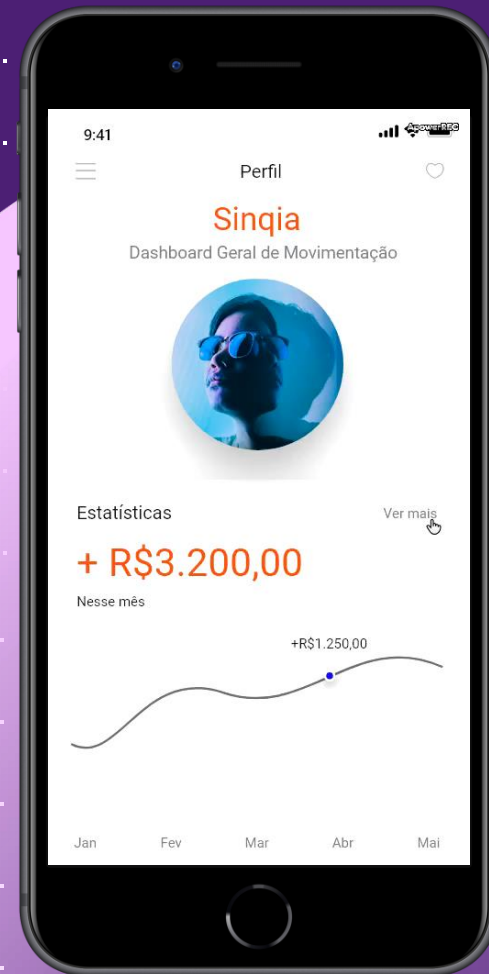 9:41
ApowerREC
Perfil
Sinqia
Dashboard Geral de Movimentação
Estatísticas
Ver mais
+ R$3.200,00
Nesse mês
+R$1.250,00
Jan Fev Mar Abr Mai